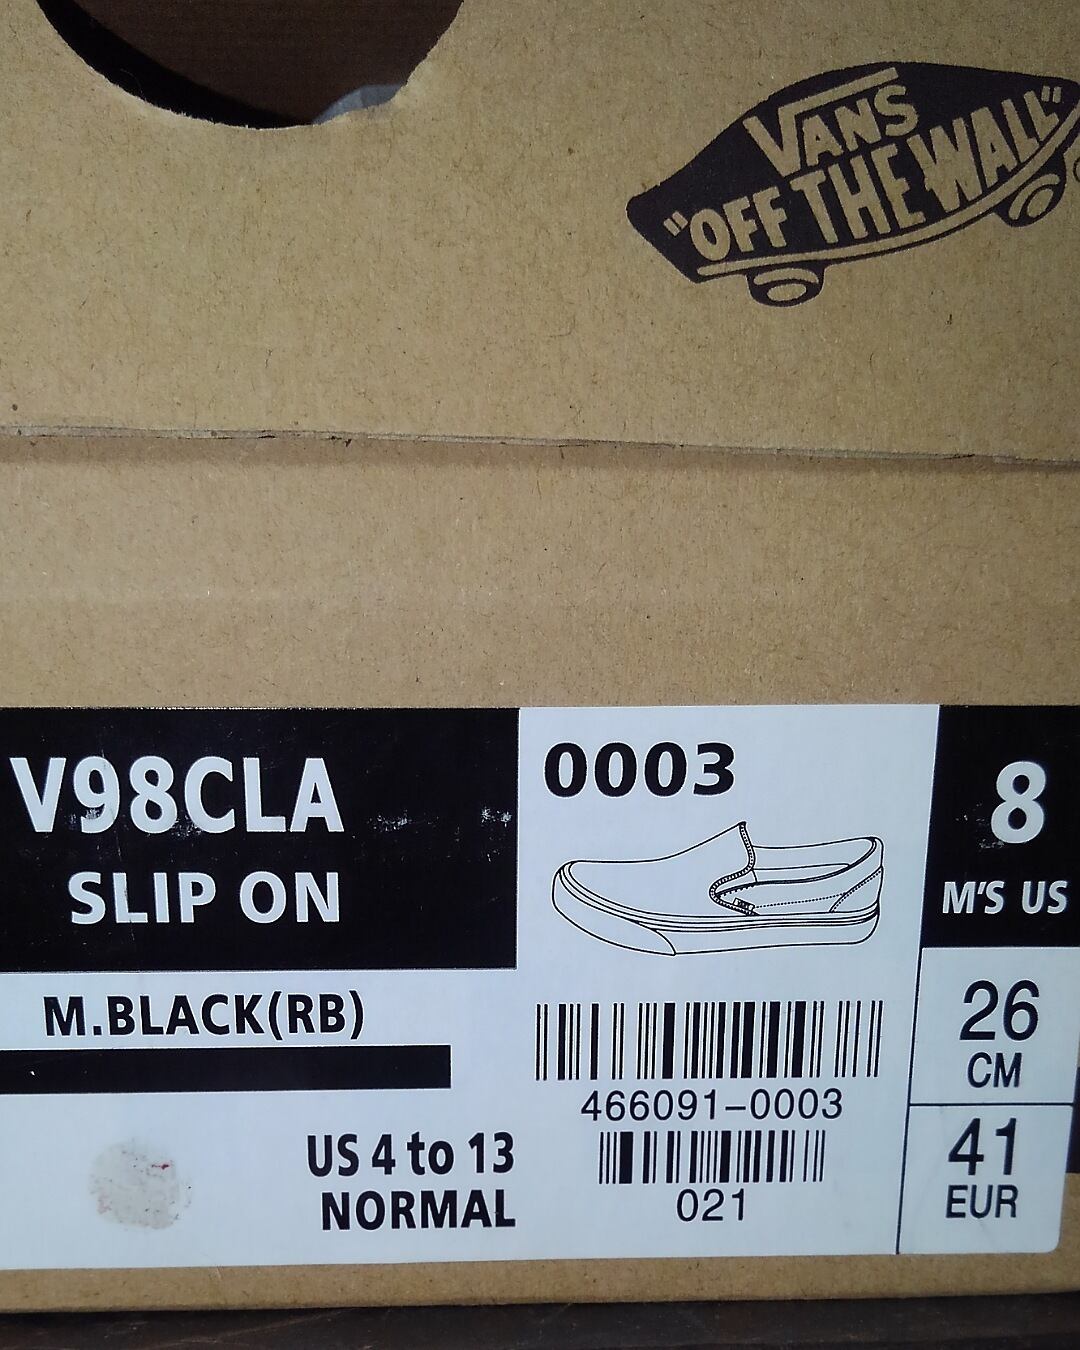 VANS
"OFF THE WALL"
V98CLA
SLIP ON
M.BLACK(RB)
US 4 to 13
NORMAL
0003
466091-0003
021
8
M'S US
26
CM
41
EUR